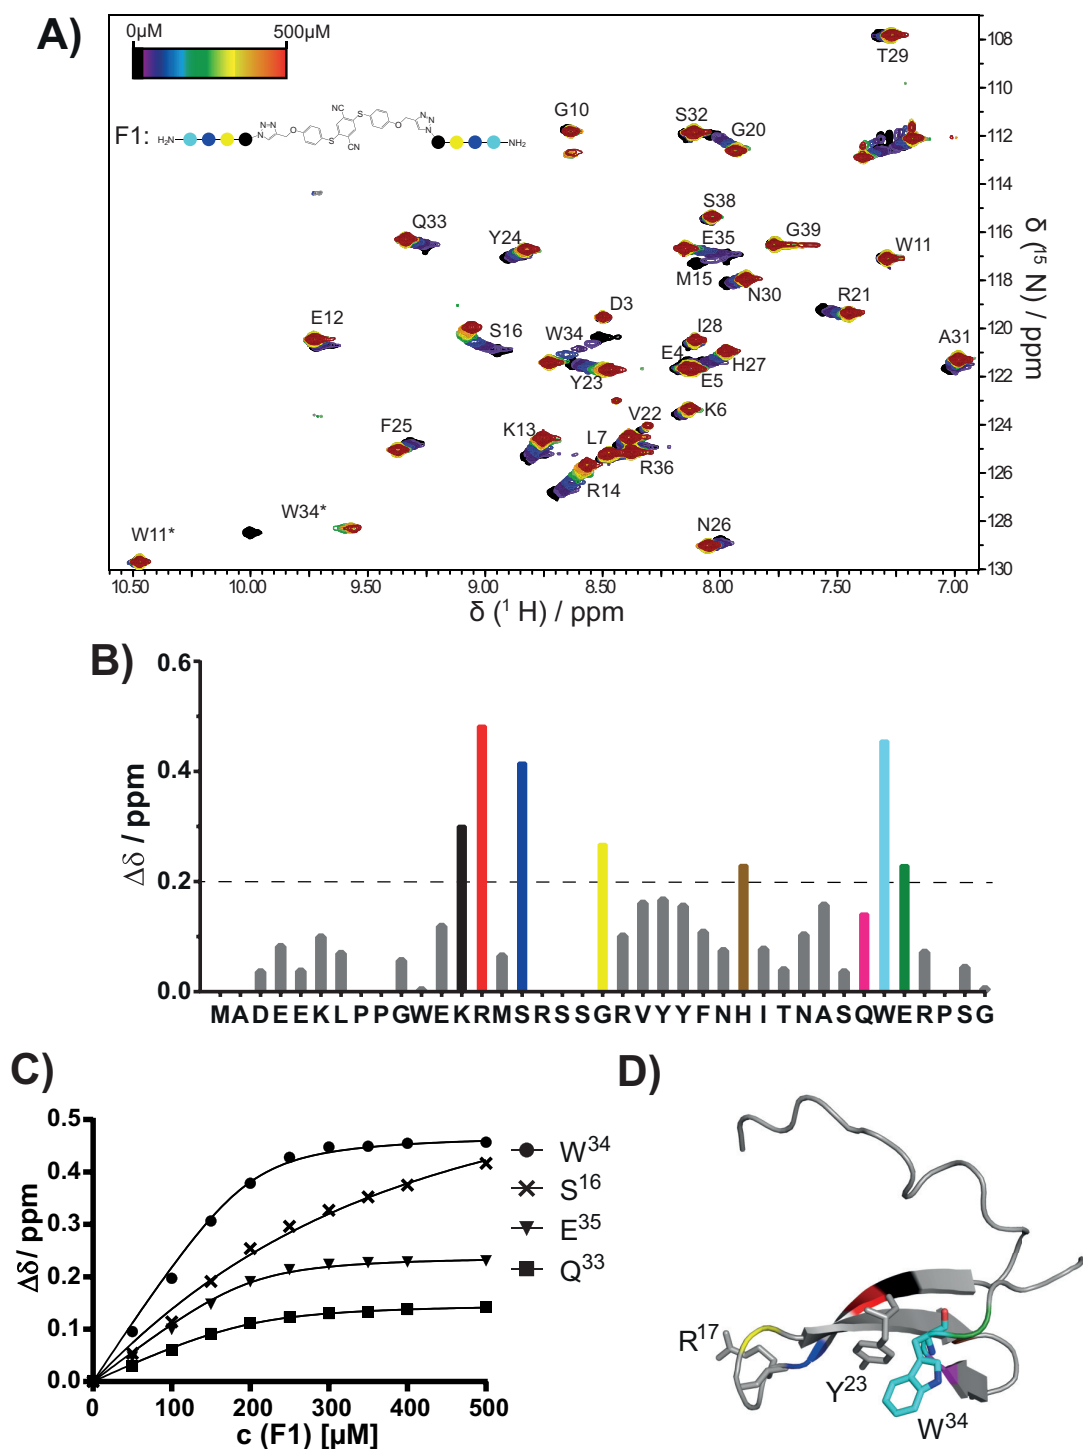 A)
0µM 500µM
F1:
H₂N
N=N
N
O
S
CN
S
CN
O
N=N
N
NH₂
T29
G10
S32
G20
S38
Q33
Y24
E35
G39
W11
M15
N30
R21
D3
E12
S16
W34
I28
A31
E4
H27
Y23
E5
K6
F25
K13
L7
V22
R36
R14
W34*
N26
W11*
108
110
112
114
116
118
120
122
124
126
128
130
δ (¹⁵N) / ppm
10.50 10.00 9.50 9.00 8.50 8.00 7.50 7.00
δ (¹H) / ppm
B)
0.6
0.4
0.2
0.0
Δδ / ppm
MADEEKLPPGWEKRMSRSSGRVYYFNHITNASQWERPSG
C)
0.5
0.4
0.3
0.2
0.1
0.0
Δδ/ ppm
0 100 200 300 400 500
c (F1) [µM]
W³⁴
S¹⁶
E³⁵
Q³³
D)
R¹⁷
Y²³
W³⁴